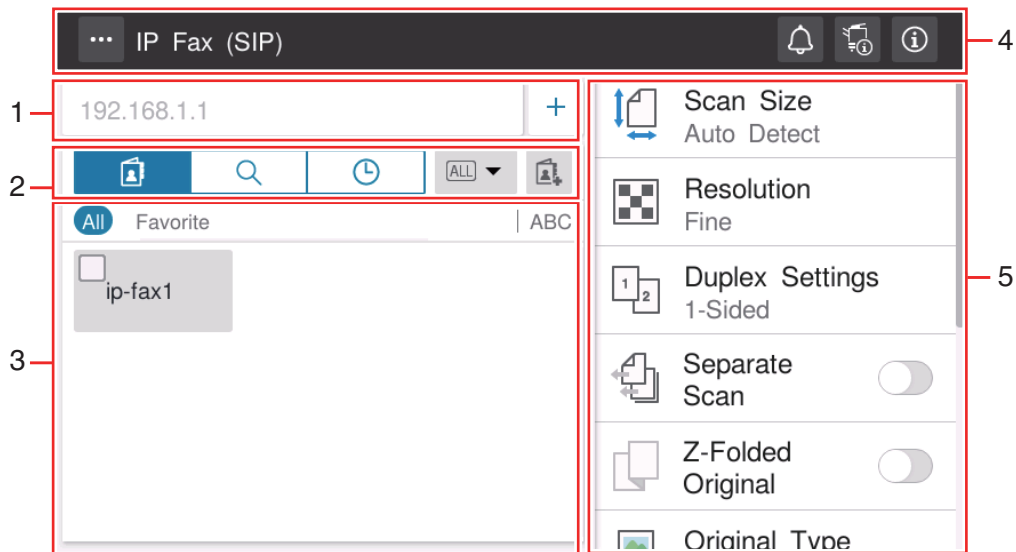 IP Fax (SIP)
4
1
192.168.1.1
+
2
ALL
All
Favorite
ABC
ip-fax1
3
Scan Size
Auto Detect
Resolution
Fine
1
2
Duplex Settings
1-Sided
5
Separate
Scan
Z-Folded
Original
Original Type